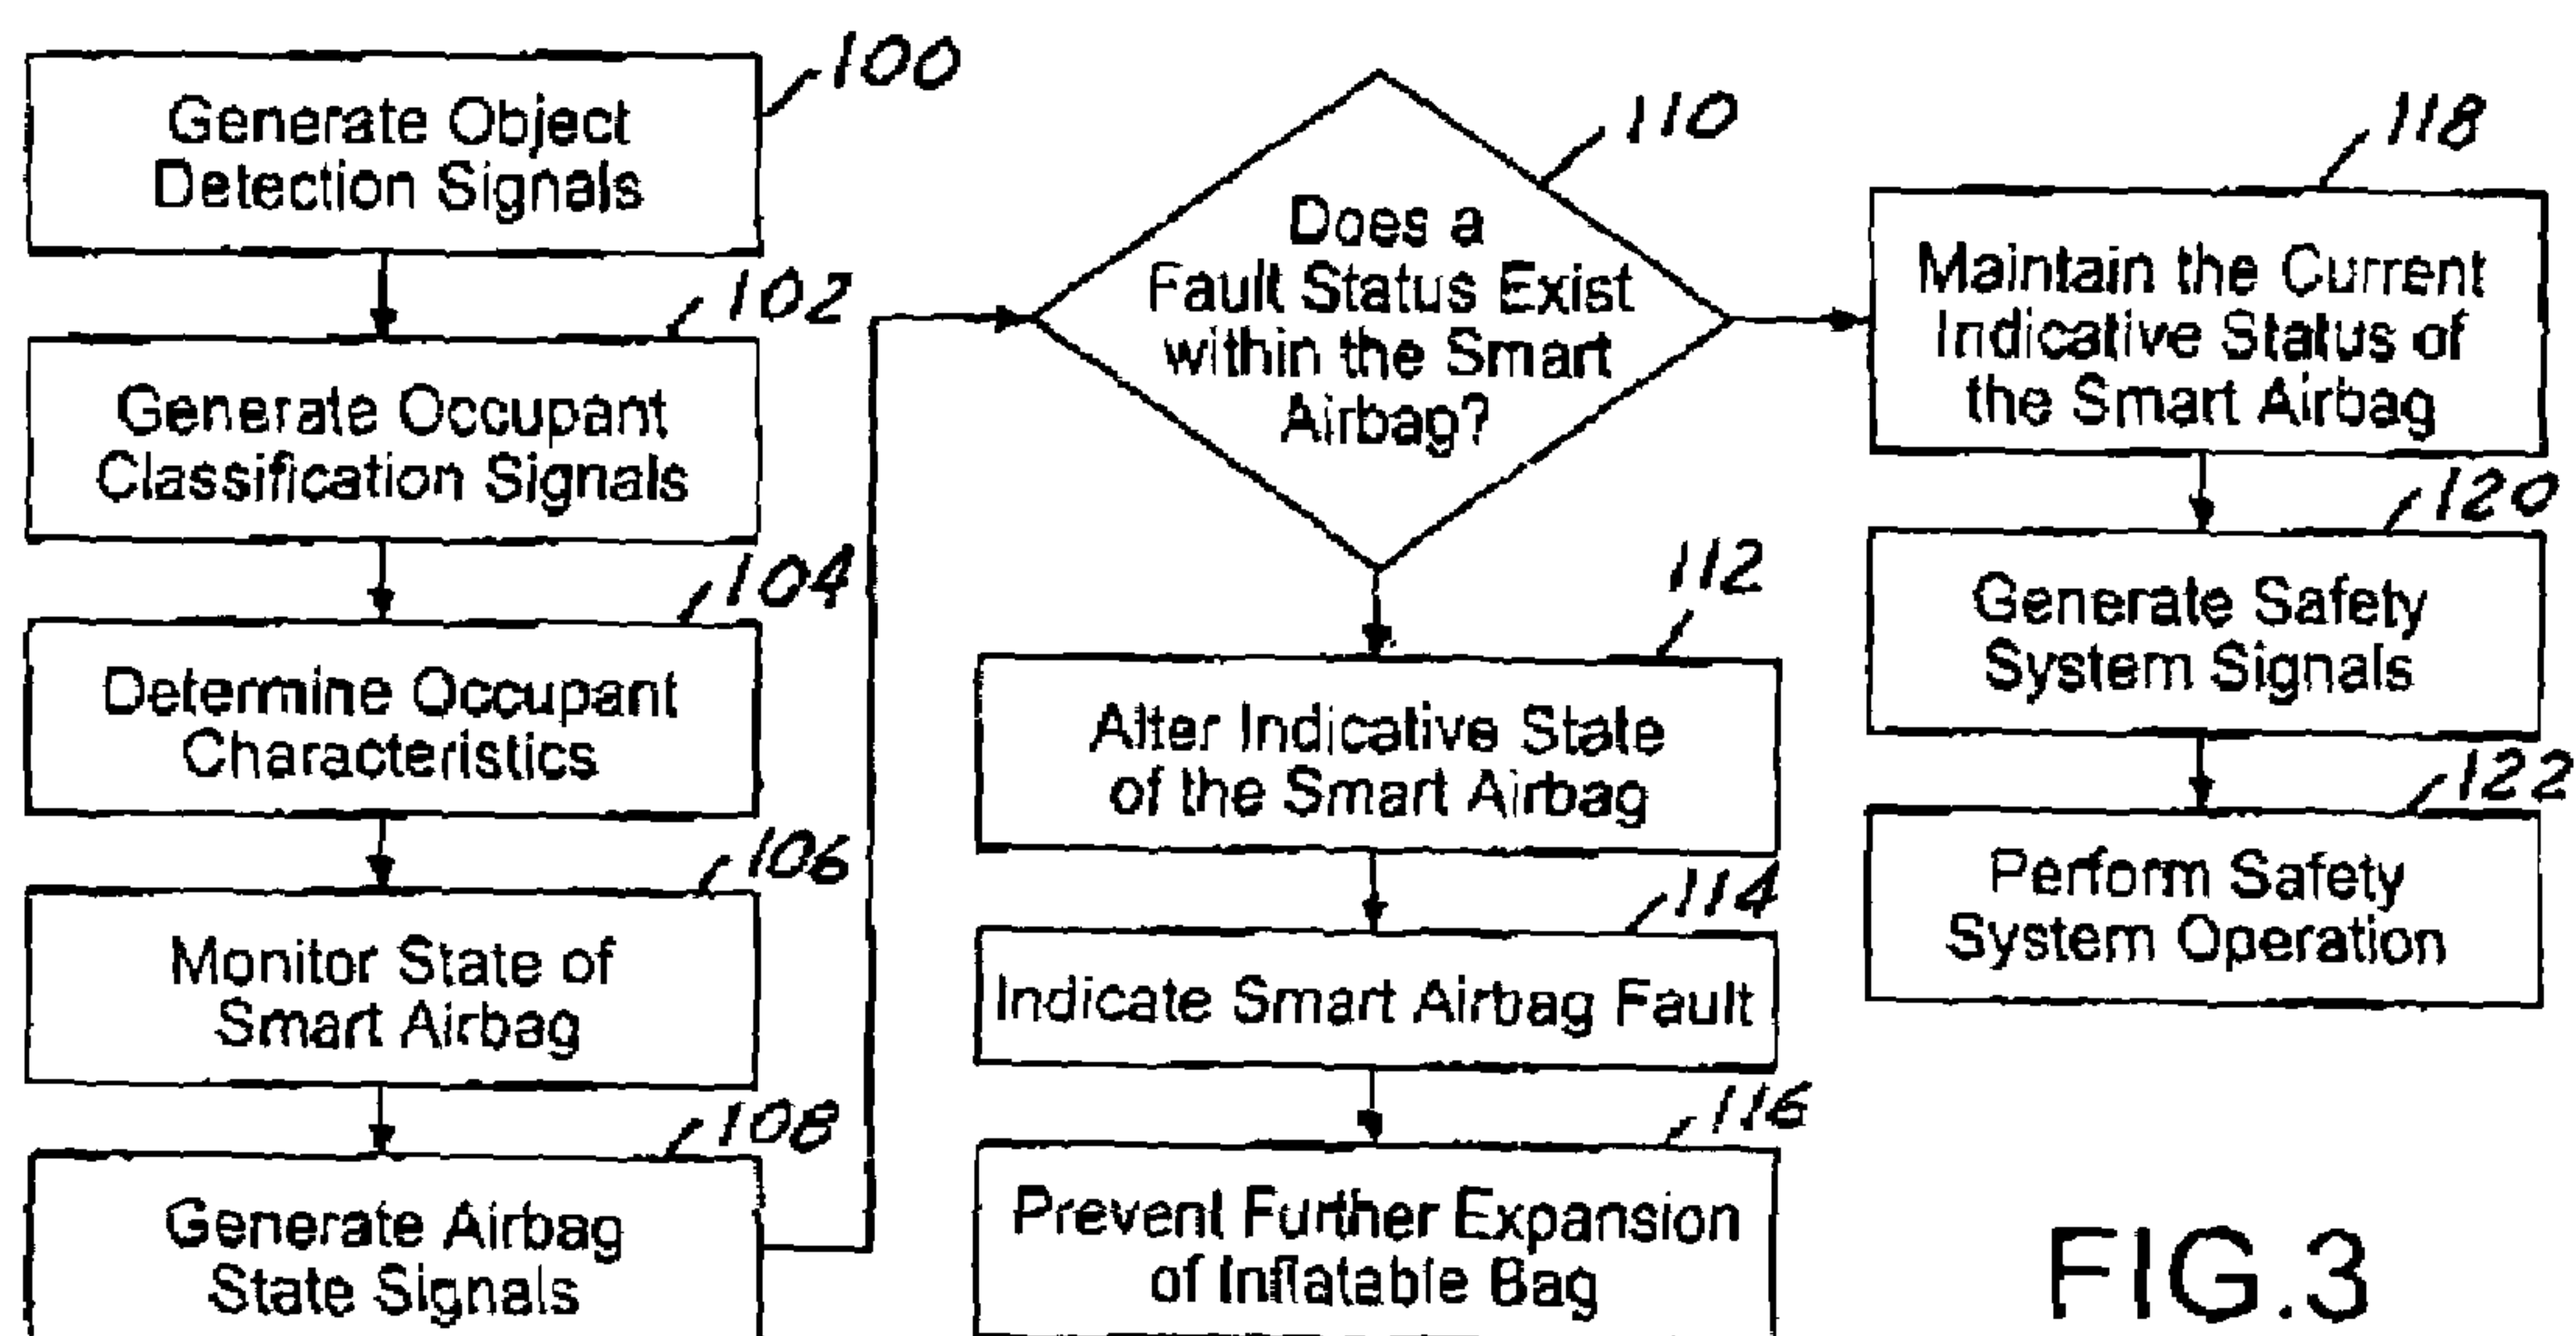 100
Generate Object
Detection Signals
102
Generate Occupant
Classification Signals
104
Determine Occupant
Characteristics
106
Monitor State of
Smart Airbag
108
Generate Airbag
State Signals
110
Does a
Fault Status Exist
within the Smart
Airbag?
112
Alter Indicative State
of the Smart Airbag
114
Indicate Smart Airbag Fault
116
Prevent Further Expansion
of Inflatable Bag
118
Maintain the Current
Indicative Status of
the Smart Airbag
120
Generate Safety
System Signals
122
Perform Safety
System Operation
FIG.3